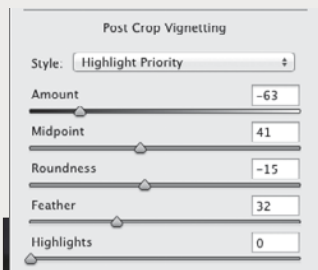 Post Crop Vignetting
Style: Highlight Priority
Amount -63
Midpoint 41
Roundness -15
Feather 32
Highlights 0